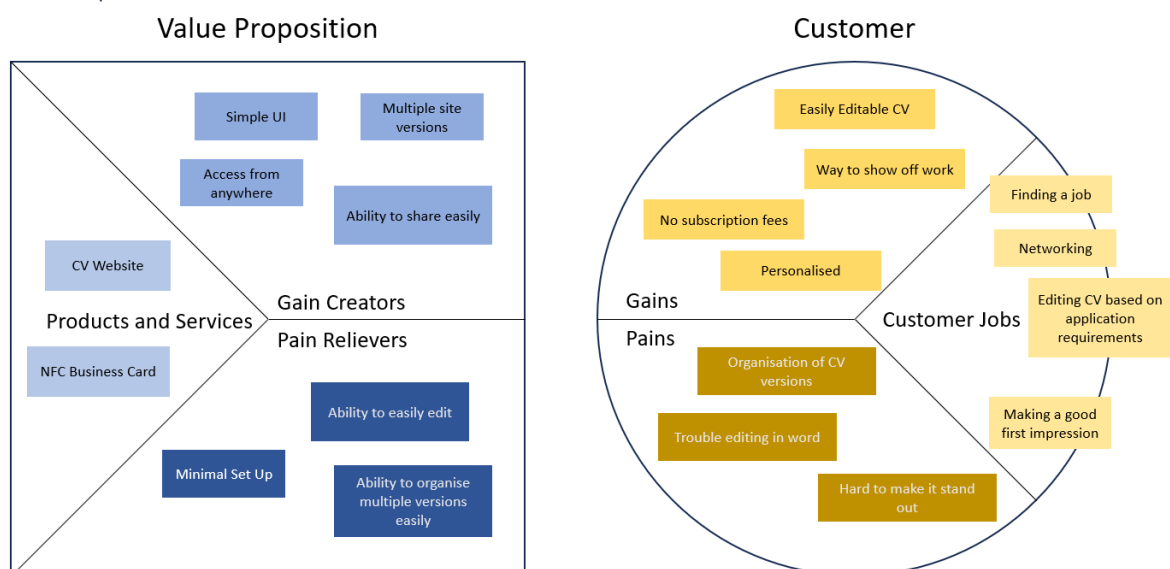 Value Proposition
Simple UI
Multiple site
versions
Access from
anywhere
Ability to share easily
CV Website
Gain Creators
Products and Services
Pain Relievers
NFC Business Card
Ability to easily edit
Minimal Set Up
Ability to organise
multiple versions
easily
Customer
Easily Editable CV
Way to show off work
No subscription fees
Personalised
Gains
Pains
Finding a job
Networking
Editing CV based on
application
requirements
Customer Jobs
Making a good
first impression
Organisation of CV
versions
Trouble editing in word
Hard to make it stand
out